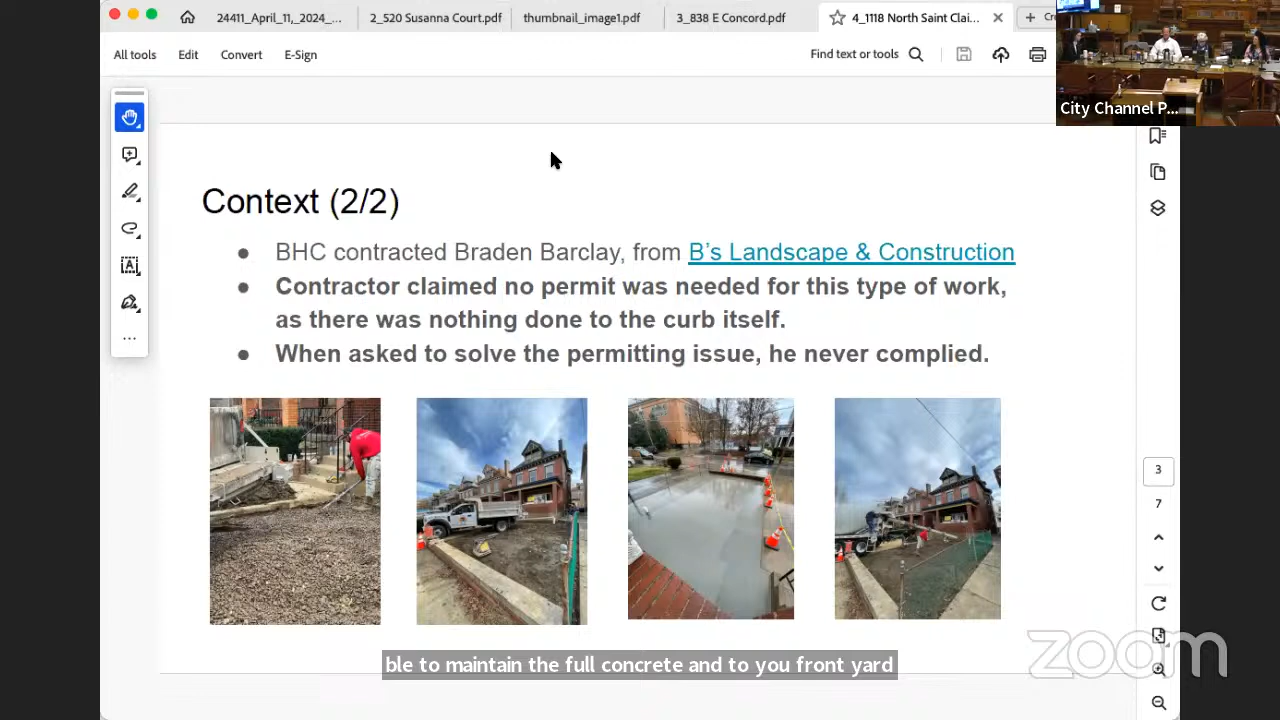 24411_April_11,_2024_...
2_520 Susanna Court.pdf
thumbnail_image1.pdf
3_838 E Concord.pdf
4_1118 North Saint Clai...
All tools
Edit
Convert
E-Sign
Find text or tools
City Channel P...
Context (2/2)
● BHC contracted Braden Barclay, from B's Landscape & Construction
● Contractor claimed no permit was needed for this type of work,
as there was nothing done to the curb itself.
● When asked to solve the permitting issue, he never complied.
3
7
zoom
ble to maintain the full concrete and to you front yard